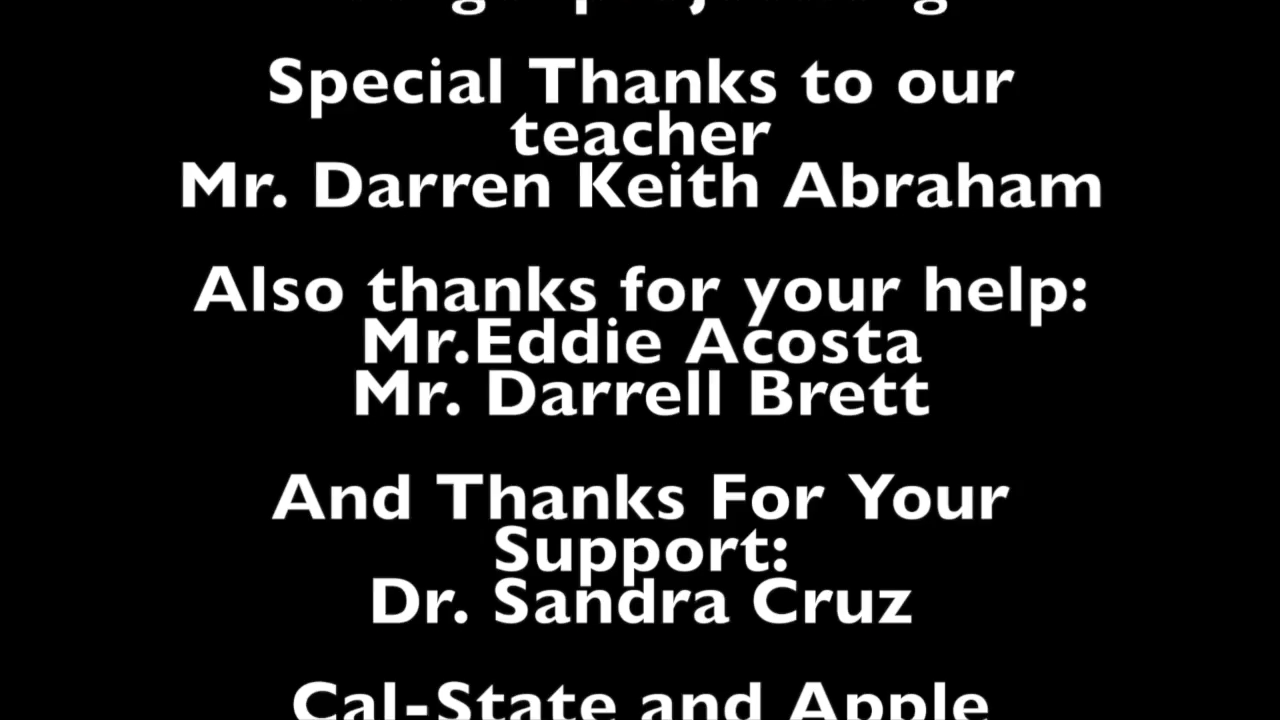 Special Thanks to our
teacher
Mr. Darren Keith Abraham
Also thanks for your help:
Mr.Eddie Acosta
Mr. Darrell Brett
And Thanks For Your
Support:
Dr. Sandra Cruz
Cal-State and Apple